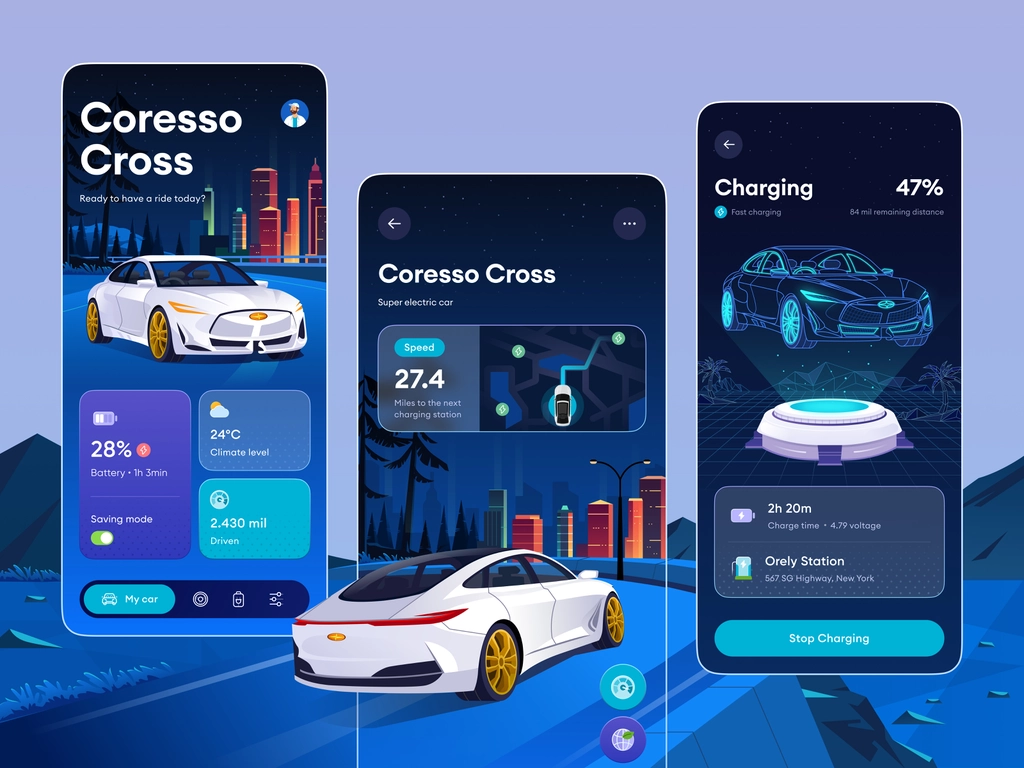 Coresso
Cross
Ready to have a ride today?
28%
Battery • 1h 3min
Saving mode
24°C
Climate level
2.430 mil
Driven
My car
Coresso Cross
Super electric car
Speed
27.4
Miles to the next
charging station
Charging
47%
Fast charging
84 mil remaining distance
2h 20m
Charge time • 4.79 voltage
Orely Station
567 SG Highway, New York
Stop Charging